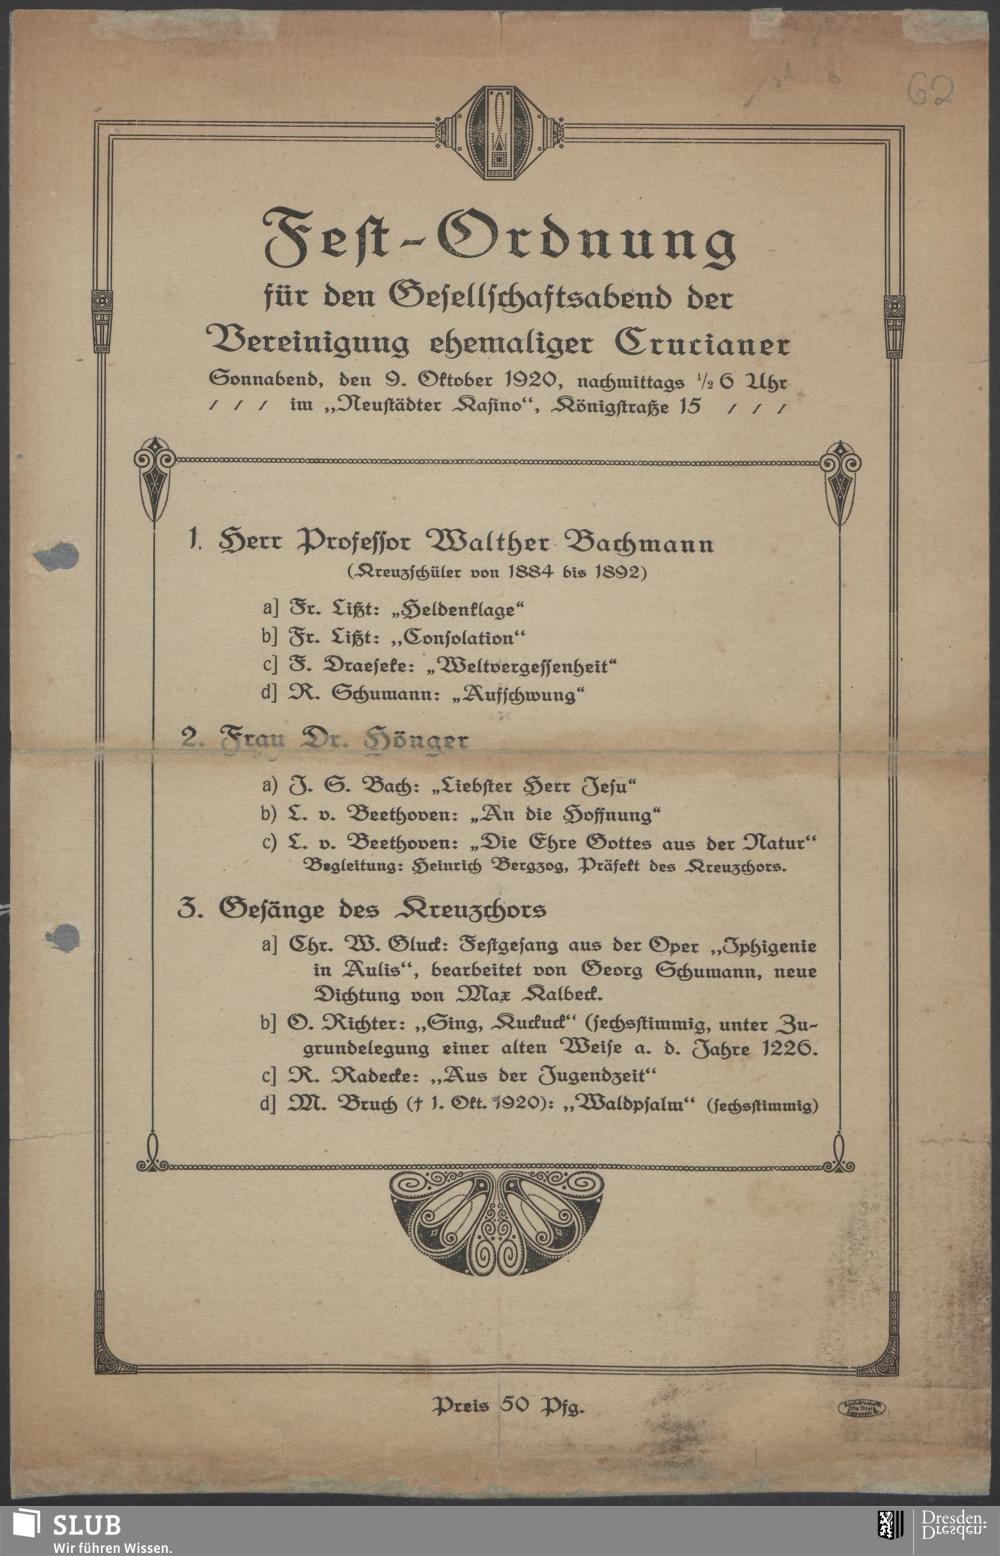 62
Fest-Ordnung
für den Gesellschaftsabend der
Vereinigung ehemaliger Crucianer
Sonnabend, den 9. Oktober 1920, nachmittags ½ 6 Uhr
/ / / im „Neustädter Kasino“, Königstraße 15 / / /
1. Herr Professor Walther Bachmann
(Kreuzschüler von 1884 bis 1892)
a] Fr. Lißt: „Heldenklage“
b] Fr. Lißt: „Consolation“
c] F. Draeseke: „Weltvergessenheit“
d] R. Schumann: „Aufschwung“
2. Frau Dr. Hönger
a) J. S. Bach: „Liebster Herr Jesu“
b) L. v. Beethoven: „An die Hoffnung“
c) L. v. Beethoven: „Die Ehre Gottes aus der Natur“
Begleitung: Heinrich Bergzog, Präfekt des Kreuzchors.
3. Gesänge des Kreuzchors
a] Chr. W. Gluck: Festgesang aus der Oper „Iphigenie
in Aulis“, bearbeitet von Georg Schumann, neue
Dichtung von Max Kalbeck.
b] O. Richter: „Sing, Kuckuck“ (sechsstimmig, unter Zu-
grundelegung einer alten Weise a. d. Jahre 1226.
c] R. Radecke: „Aus der Jugendzeit“
d] M. Bruch († 1. Okt. 1920): „Waldpsalm“ (sechsstimmig)
Preis 50 Pfg.
SLUB
Wir führen Wissen.
Dresden.
Dresden.